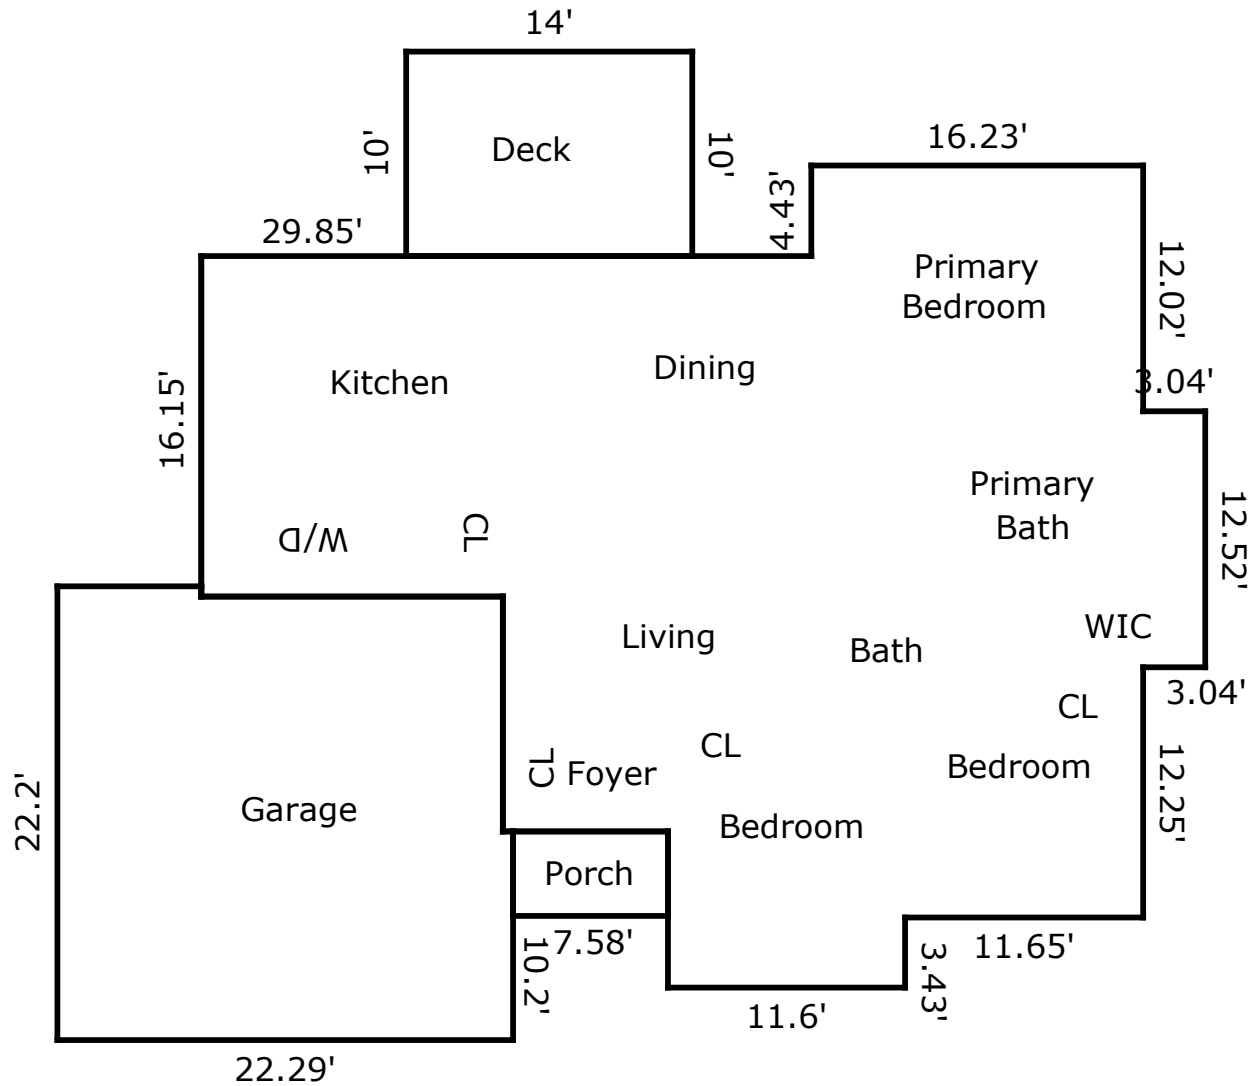 14'
10'
Deck
10'
16.23'
4.43'
29.85'
Primary
Bedroom
12.02'
Dining
Kitchen
3.04'
16.15'
Primary
Bath
12.52'
W/D
CL
Living
Bath
WIC
3.04'
CL
CL
CL
Foyer
Bedroom
12.25'
22.2'
Garage
Bedroom
Porch
7.58'
10.2'
11.65'
3.43'
11.6'
22.29'